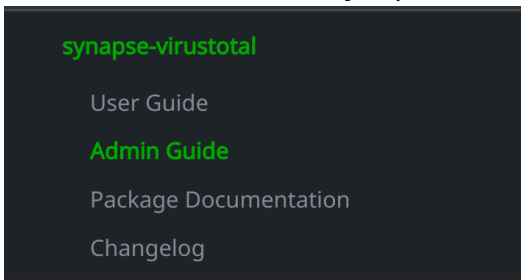 synapse-virustotal
User Guide
Admin Guide
Package Documentation
Changelog